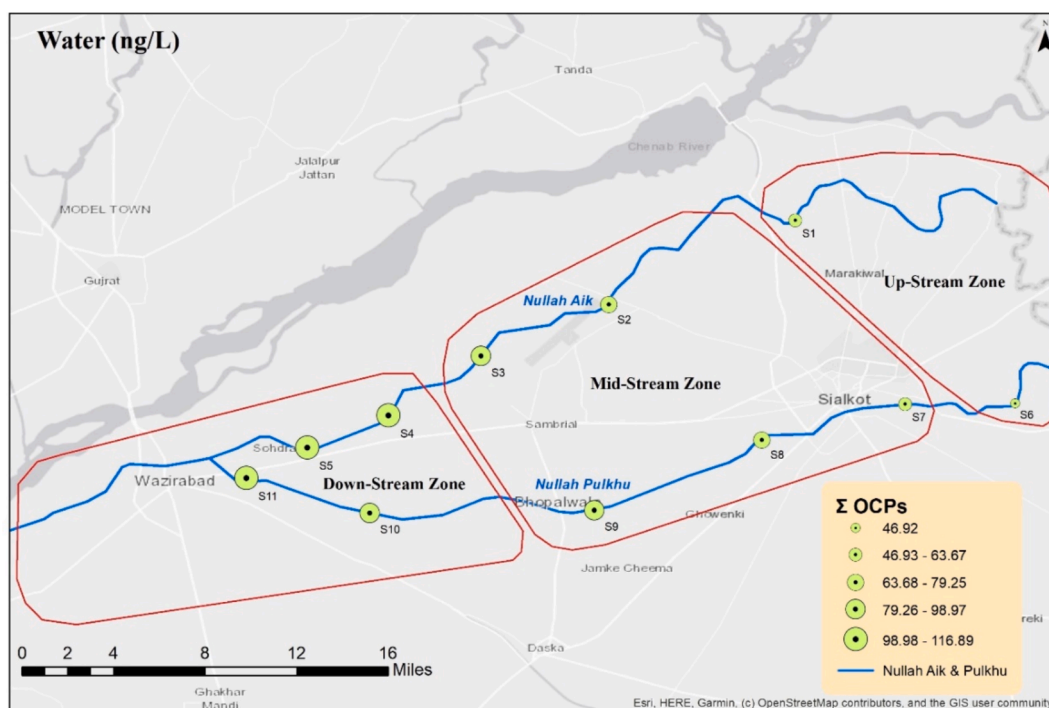 Water (ng/L)
N
Tanda
Chenab River
Jalalpur
Jattan
MODEL TOWN
Gujrat
S1
Marakiwal
Up-Stream Zone
Nullah Aik
S2
S3
Mid-Stream Zone
Sialkot
S6
S7
S4
Sambrial
S8
Sohdra
S5
Wazirabad
S11
Down-Stream Zone
Nullah Pulkhu
Bhopalwala
S10
S9
Ghowenki
Jamke Cheema
Daska
Ghakhar
Mandi
reki
Σ OCPs
46.92
46.93 - 63.67
63.68 - 79.25
79.26 - 98.97
98.98 - 116.89
Nullah Aik & Pulkhu
0 2 4 8 12 16
Miles
Esri, HERE, Garmin, (c) OpenStreetMap contributors, and the GIS user community